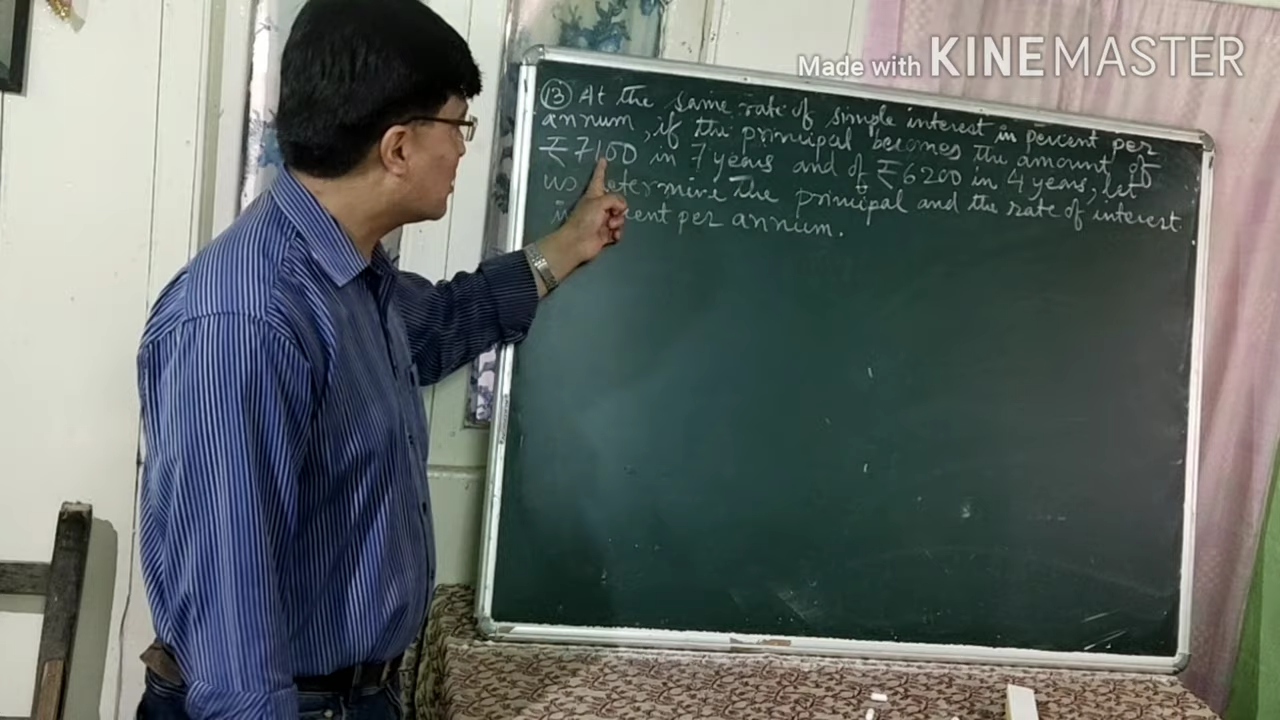 Made with KINEMASTER
(13) At the same rate of simple interest in percent per
annum, if the principal becomes the amount of
₹7100 in 7 years and of ₹6200 in 4 years, let
us determine the principal and the rate of interest
cent per annum.